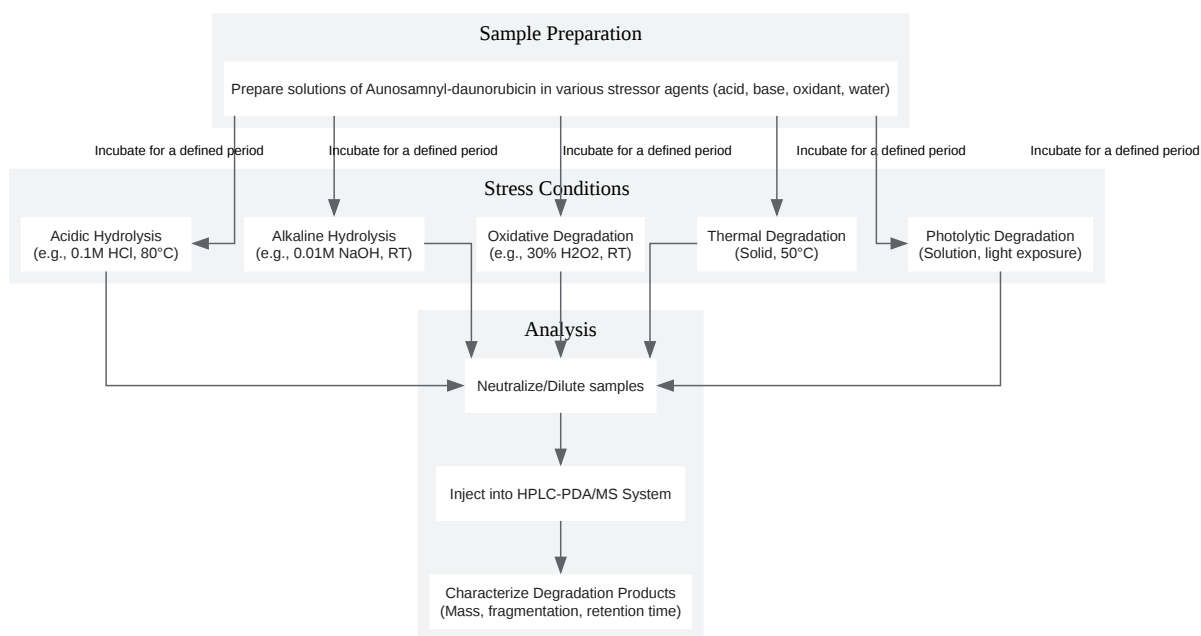 Sample Preparation
Prepare solutions of Aunosamnyl-daunorubicin in various stressor agents (acid, base, oxidant, water)
Incubate for a defined period
Incubate for a defined period
Incubate for a defined period
Incubate for a defined period
Incubate for a defined period
Stress Conditions
Acidic Hydrolysis
(e.g., 0.1M HCl, 80°C)
Alkaline Hydrolysis
(e.g., 0.01M NaOH, RT)
Oxidative Degradation
(e.g., 30% H2O2, RT)
Thermal Degradation
(Solid, 50°C)
Photolytic Degradation
(Solution, light exposure)
Analysis
Neutralize/Dilute samples
Inject into HPLC-PDA/MS System
Characterize Degradation Products
(Mass, fragmentation, retention time)